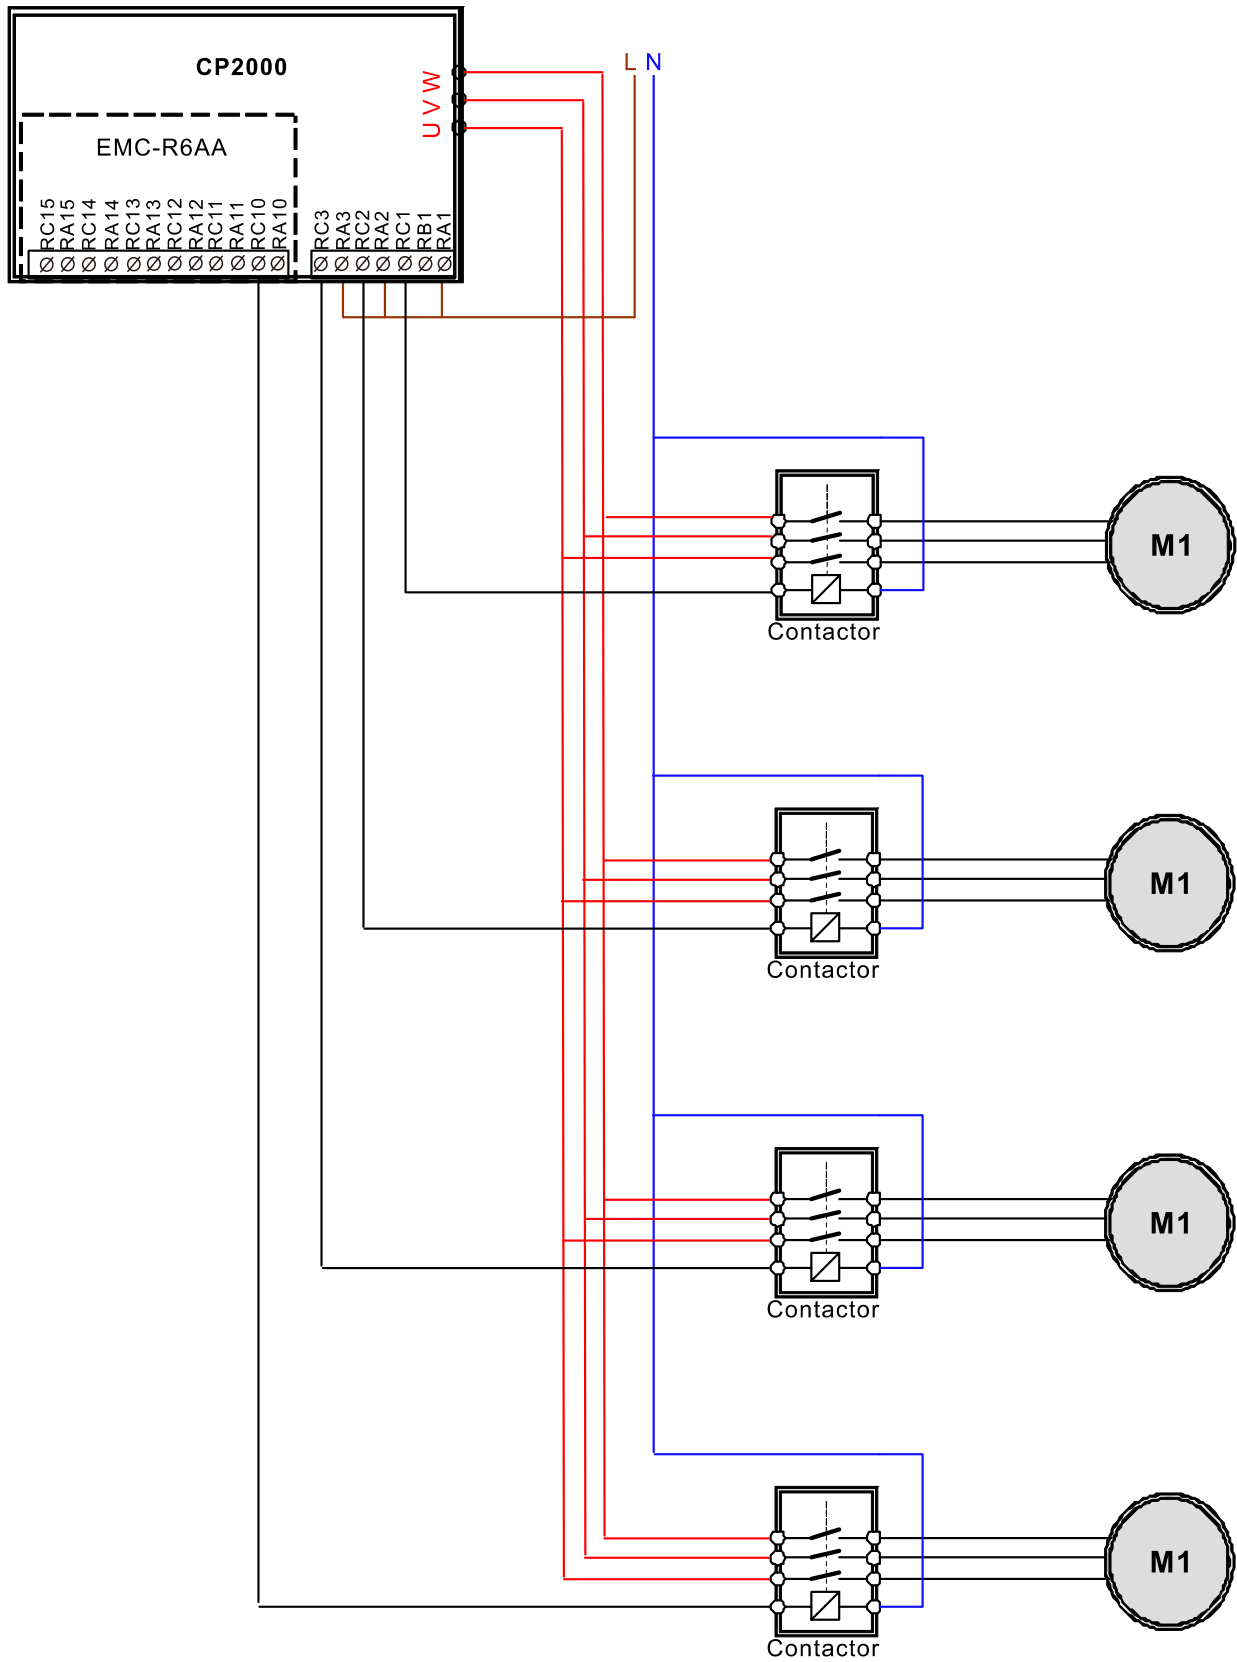 CP2000
L N
U V W
EMC-R6AA
RC15
RA15
RC14
RA14
RC13
RA13
RC12
RA12
RC11
RA11
RC10
RA10
RC3
RA3
RC2
RA2
RC1
RB1
RA1
M1
Contactor
M1
Contactor
M1
Contactor
M1
Contactor